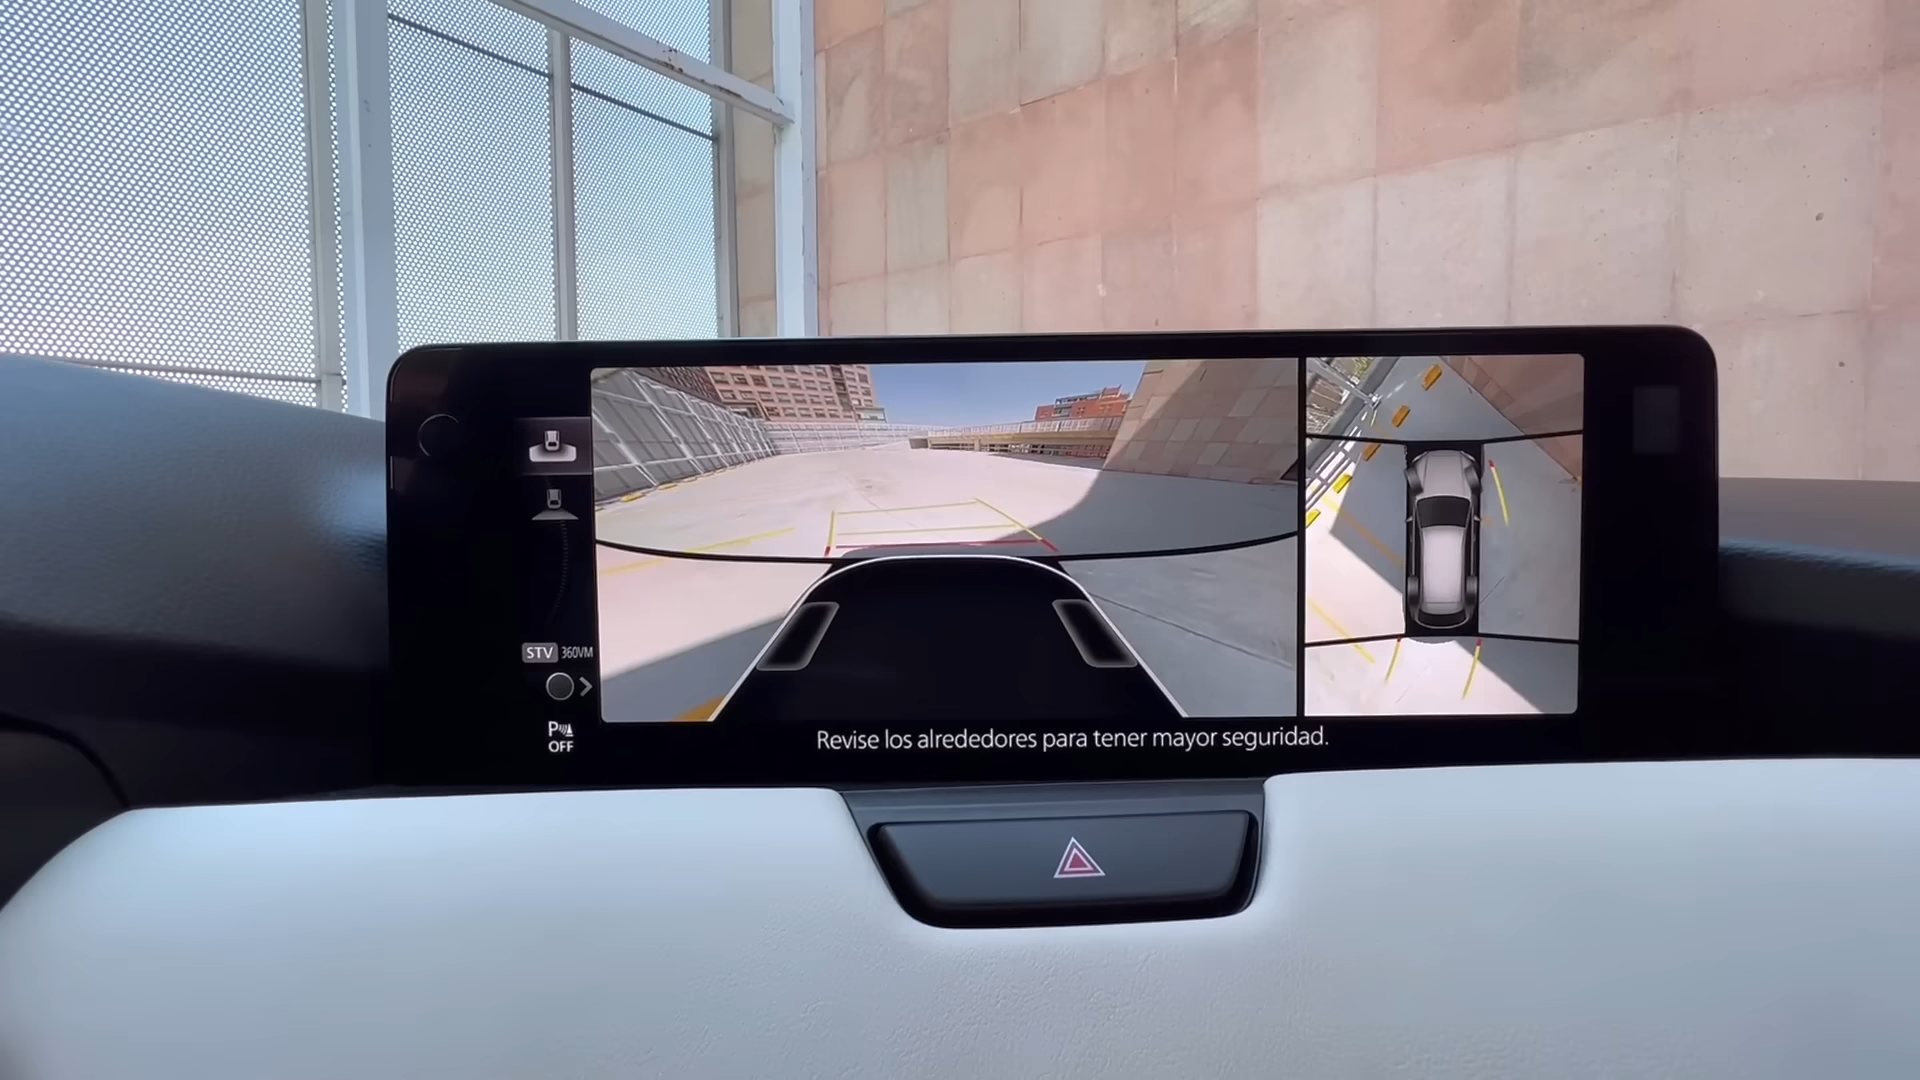 STV 360VM
P
OFF
Revise los alrededores para tener mayor seguridad.